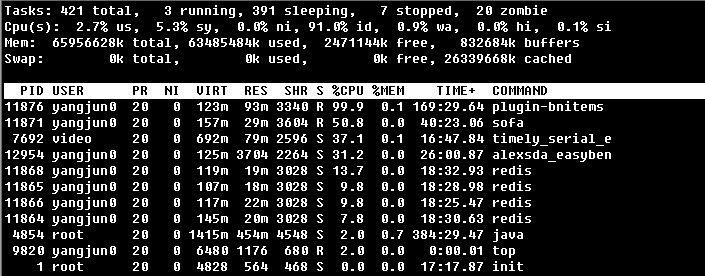 Tasks: 421 total,   3 running, 391 sleeping,   7 stopped,  20 zombie
Cpu(s):  2.7% us,  5.3% sy,  0.0% ni, 91.0% id,  0.9% wa,  0.0% hi,  0.1% si
Mem:  65956628k total, 63485484k used,  2471144k free,   832684k buffers
Swap:        0k total,        0k used,        0k free, 26339668k cached
PID USER      PR  NI  VIRT  RES  SHR S %CPU %MEM    TIME+  COMMAND
11876 yangjun0  20   0  123m  93m 3340 R 99.9  0.1 169:29.64 plugin-bnitems
11871 yangjun0  20   0  157m  29m 3604 R 50.8  0.0  40:23.06 sofa
7692 video     20   0  692m  79m 2596 S 37.1  0.1  16:47.84 timely_serial_e
12954 yangjun0  20   0  125m 3704 2264 S 31.2  0.0  26:00.87 alexsda_easyben
11868 yangjun0  20   0  119m  19m 3028 S 13.7  0.0  18:32.93 redis
11865 yangjun0  20   0  107m  18m 3028 S  9.8  0.0  18:28.98 redis
11866 yangjun0  20   0  117m  22m 3028 S  9.8  0.0  18:25.47 redis
11864 yangjun0  20   0  145m  20m 3028 S  7.8  0.0  18:30.63 redis
4854 root      20   0 1415m 454m 4548 S  2.0  0.7 384:29.47 java
9820 yangjun0  20   0  6480 1176  680 R  2.0  0.0   0:00.01 top
1 root      20   0  4828  564  468 S  0.0  0.0  17:17.87 init